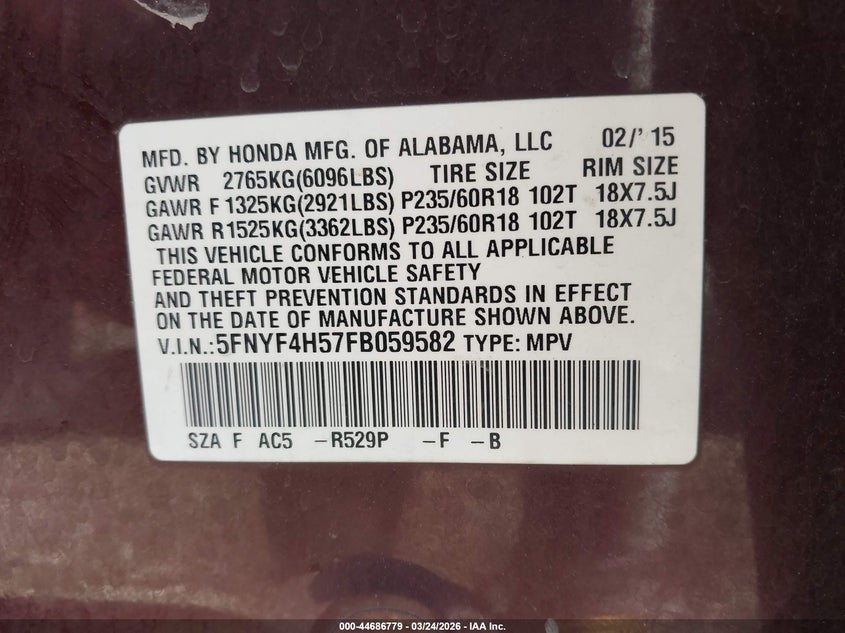 MFD. BY HONDA MFG. OF ALABAMA, LLC 02/' 15
GVWR 2765KG(6096LBS) TIRE SIZE RIM SIZE
GAWR F 1325KG(2921LBS) P235/60R18 102T 18X7.5J
GAWR R1525KG(3362LBS) P235/60R18 102T 18X7.5J
THIS VEHICLE CONFORMS TO ALL APPLICABLE
FEDERAL MOTOR VEHICLE SAFETY
AND THEFT PREVENTION STANDARDS IN EFFECT
ON THE DATE OF MANUFACTURE SHOWN ABOVE.
V.I.N.:5FNYF4H57FB059582 TYPE: MPV
SZA F AC5 -R529P -F -B
000-44686779 - 03/24/2026 - IAA Inc.